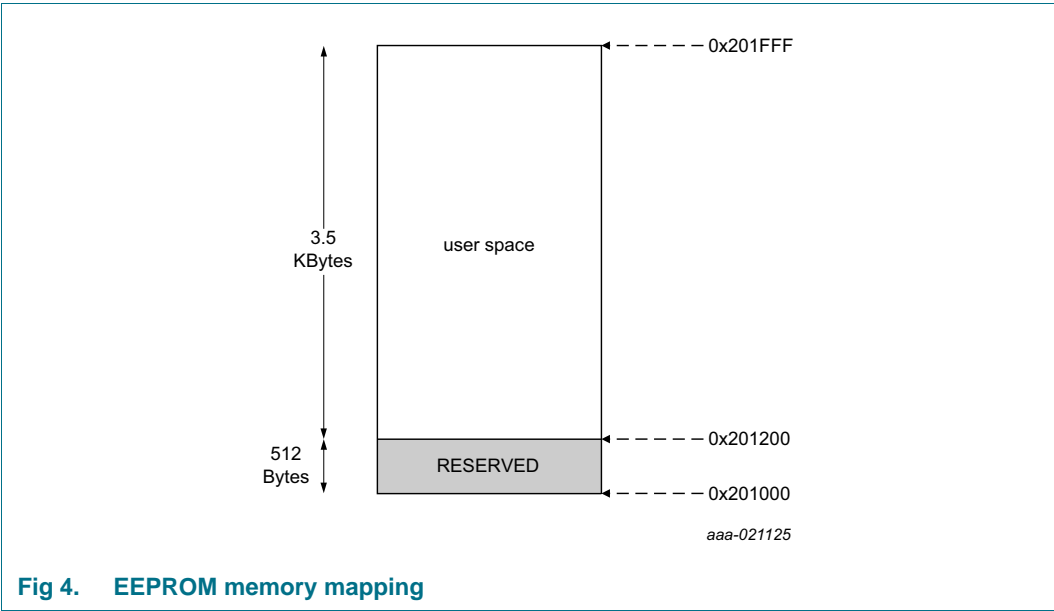 0x201FFF
3.5
KBytes
user space
0x201200
512
Bytes
RESERVED
0x201000
aaa-021125
Fig 4. EEPROM memory mapping